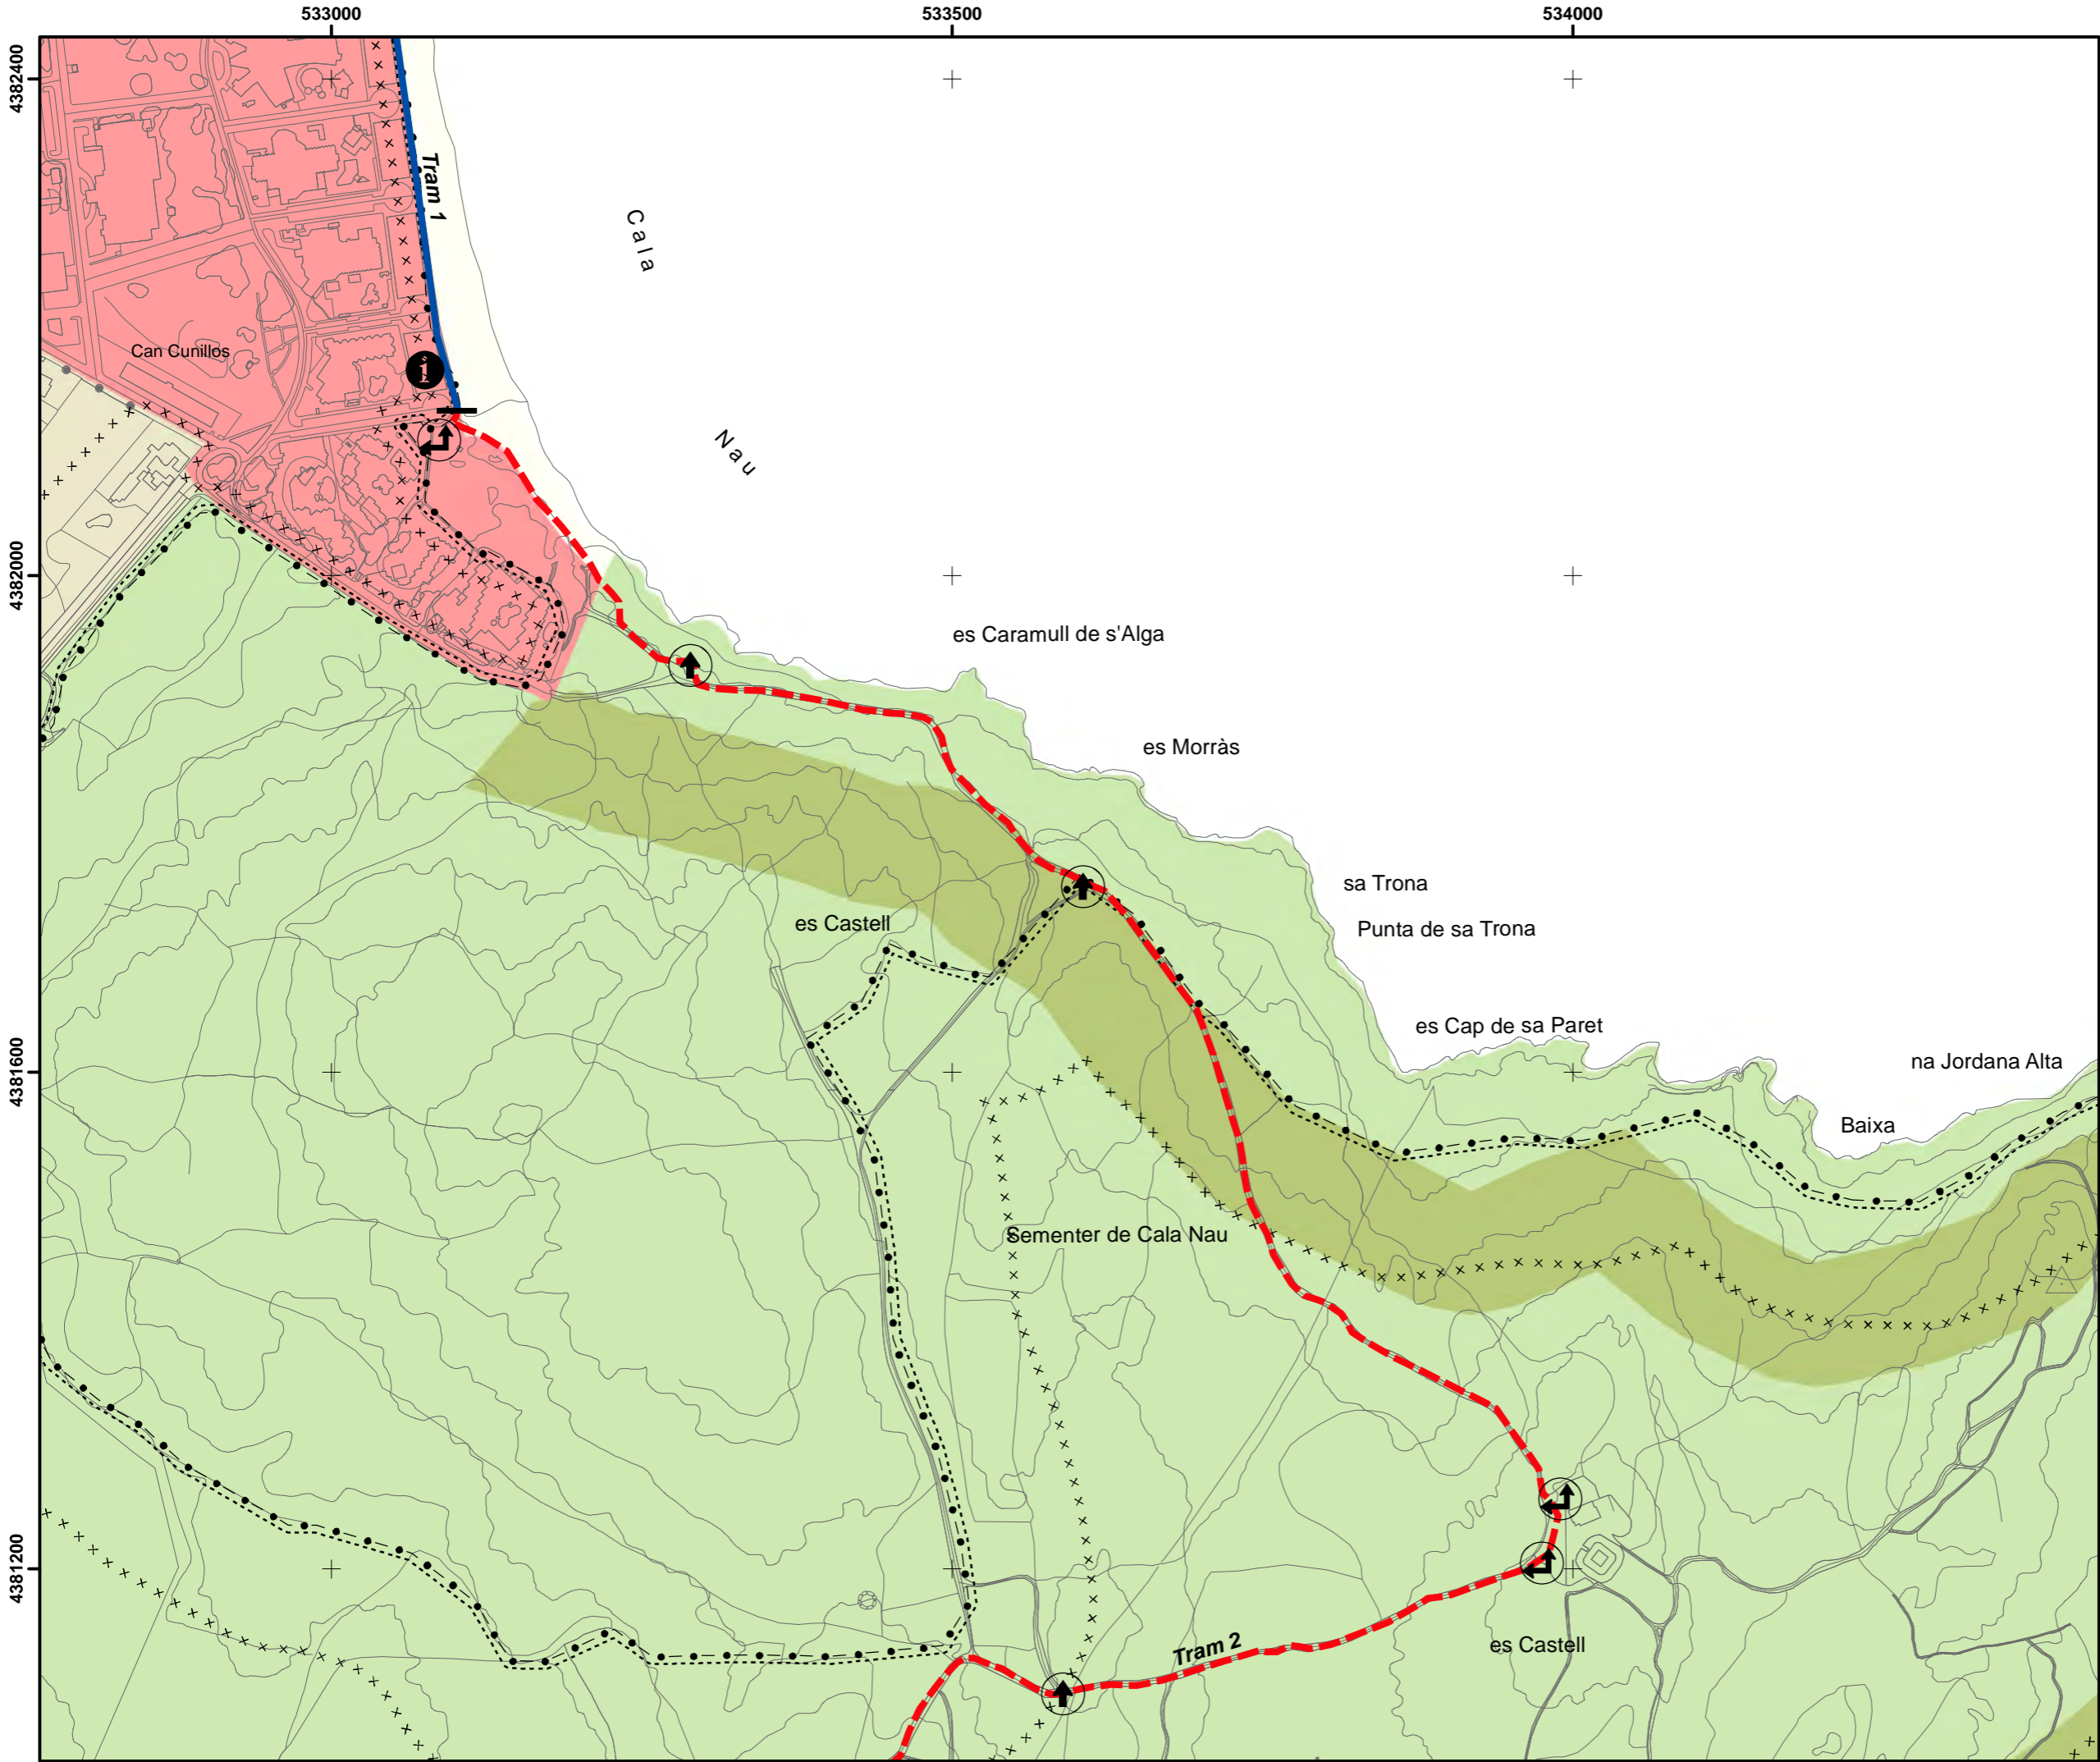 533000
533500
534000
4382400
4382000
4381600
4381200
Tram 1
Cala
Nau
Can Cunillos
1
es Caramull de s'Alga
es Morràs
sa Trona
Punta de sa Trona
es Castell
es Cap de sa Paret
na Jordana Alta
Baixa
Sementer de Cala Nau
Tram 2
es Castell